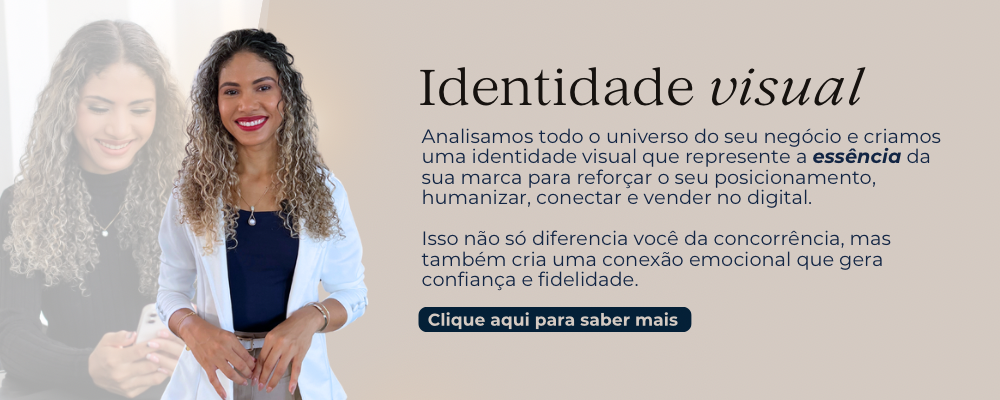 Identidade visual
Analisamos todo o universo do seu negócio e criamos
uma identidade visual que represente a essência da
sua marca para reforçar o seu posicionamento,
humanizar, conectar e vender no digital.
Isso não só diferencia você da concorrência, mas
também cria uma conexão emocional que gera
confiança e fidelidade.
Clique aqui para saber mais